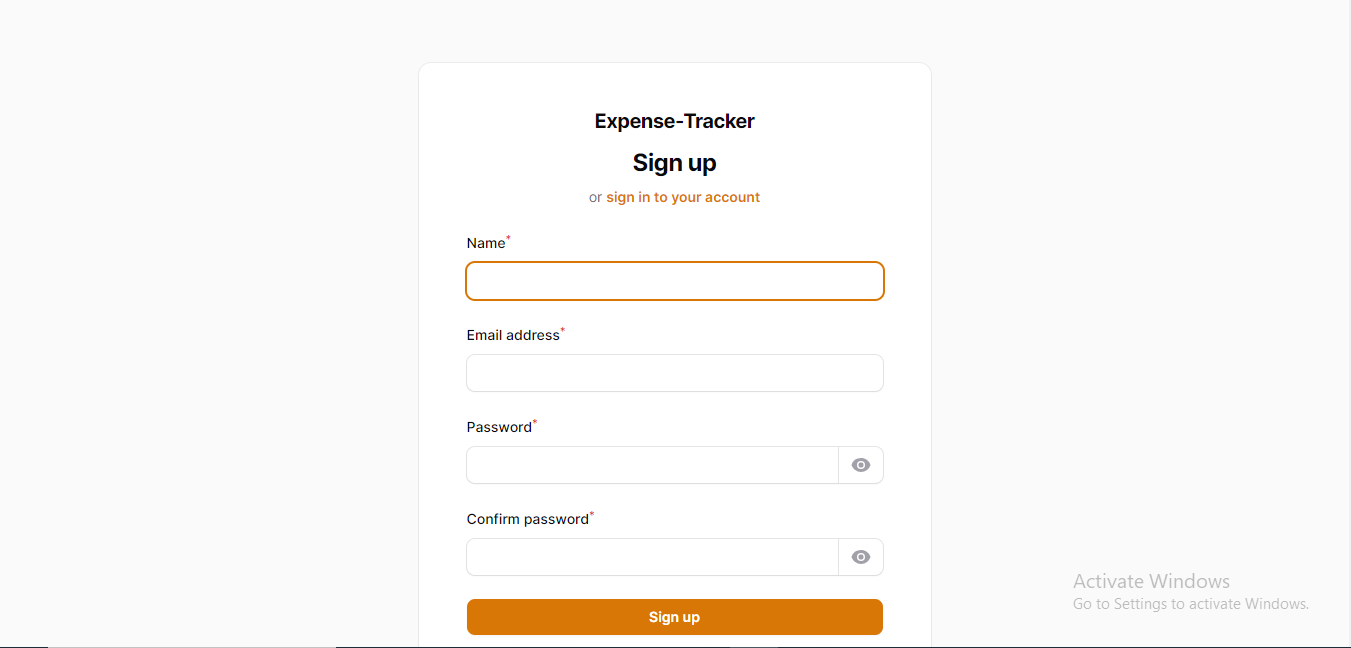 Expense-Tracker
Sign up
or sign in to your account
Name*
Email address*
Password*
Confirm password*
Sign up
Activate Windows
Go to Settings to activate Windows.